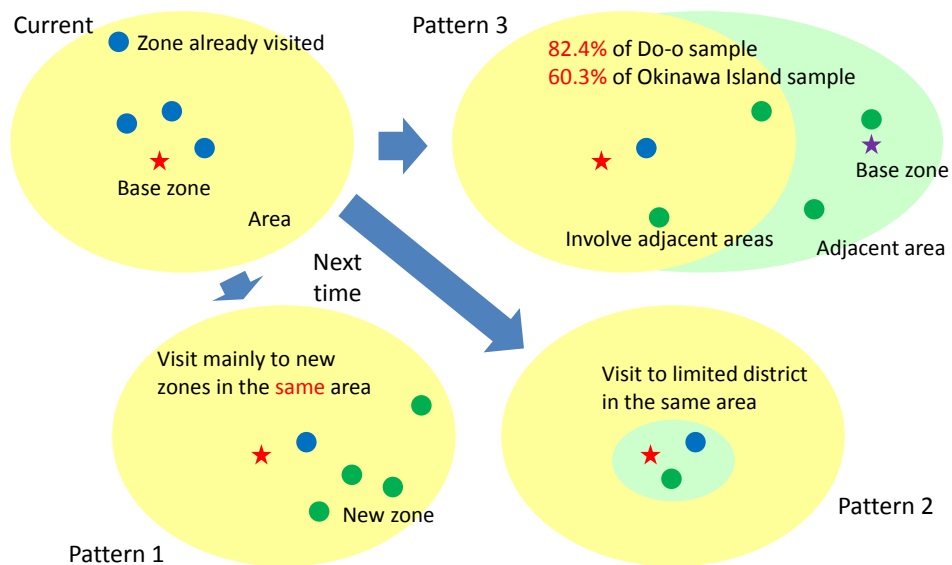 Current
Zone already visited
Base zone
Area
Pattern 3
82.4% of Do-o sample
60.3% of Okinawa Island sample
Base zone
Involve adjacent areas
Adjacent area
Next
time
Visit mainly to new
zones in the same area
New zone
Pattern 1
Visit to limited district
in the same area
Pattern 2